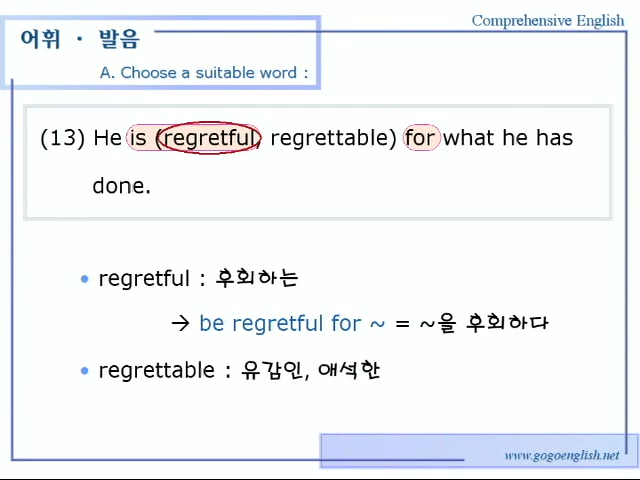 Comprehensive English
어휘 · 발음
A. Choose a suitable word :
(13) He is (regretful, regrettable) for what he has
done.
• regretful : 후회하는
→ be regretful for ~ = ~을 후회하다
• regrettable : 유감인, 애석한
www.gogoenglish.net